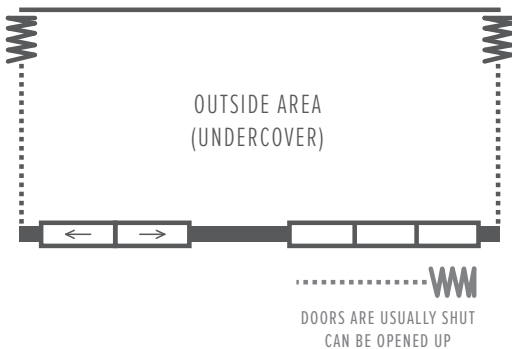 OUTSIDE AREA
(UNDERCOVER)
DOORS ARE USUALLY SHUT
CAN BE OPENED UP